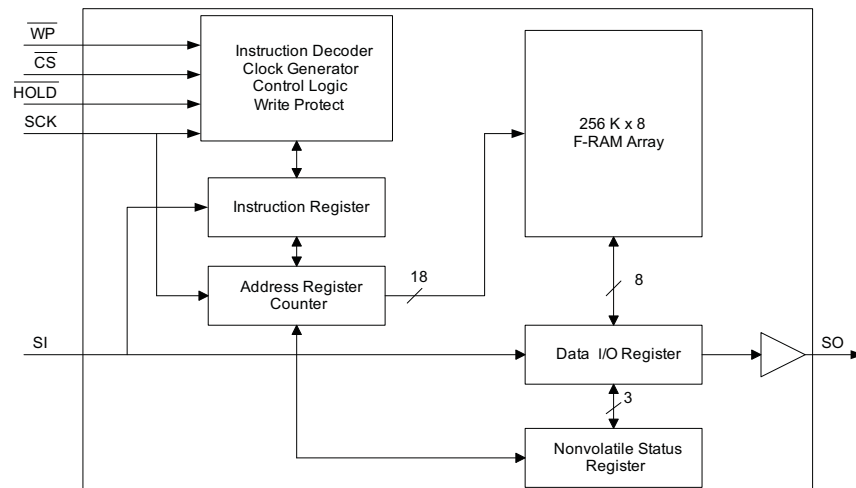 WP
CS
HOLD
SCK
Instruction Decoder
Clock Generator
Control Logic
Write Protect
256 K x 8
F-RAM Array
Instruction Register
Address Register
Counter
18
8
SI
Data I/O Register
SO
3
Nonvolatile Status
Register